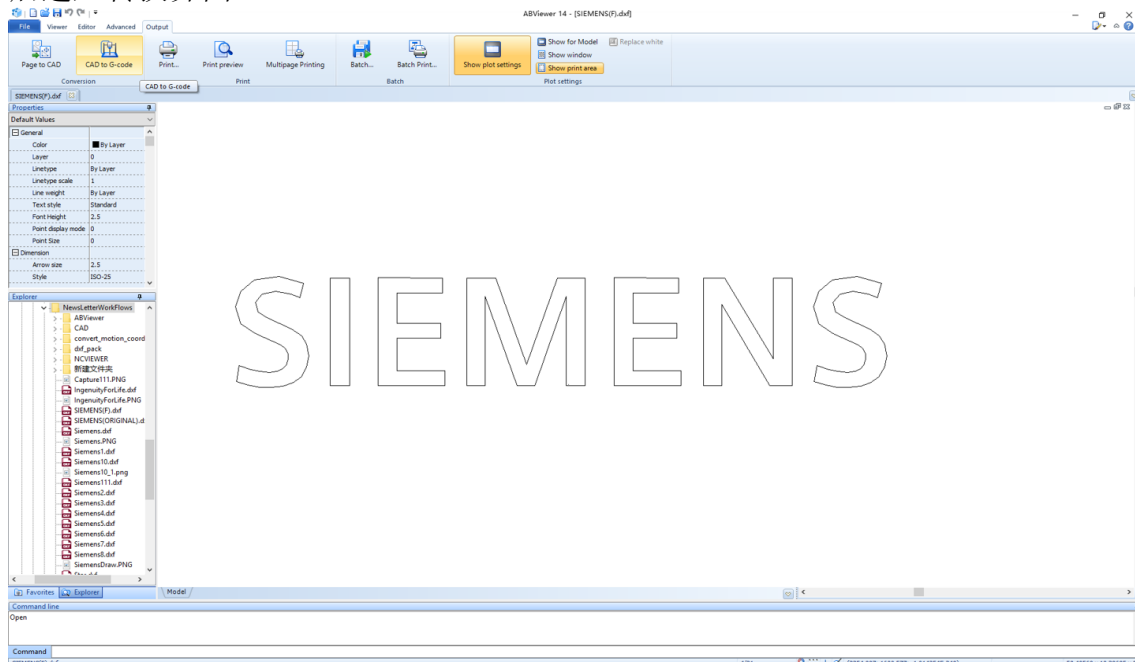 ABViewer 14 - [SIEMENS(F).dxf]
File Viewer Editor Advanced Output
Page to CAD
CAD to G-code
Print...
Print preview
Multipage Printing
Batch...
Batch Print...
Show plot settings
Show for Model
Replace white
Show window
Show print area
Conversion
Print
Batch
Plot settings
CAD to G-code
SIEMENS(F).dxf
Properties
Default Values
General
Color By Layer
Layer 0
Linetype By Layer
Linetype scale 1
Line weight By Layer
Text style Standard
Font Height 2.5
Point display mode 0
Point Size 0
Dimension
Arrow size 2.5
Style ISO-25
Explorer
NewsLetterWorkFlows
ABViewer
CAD
convert_motion_coord
dxf_pack
NCVIEWER
新建文件夹
Capture111.PNG
IngenuityForLife.dxf
IngenuityForLife.PNG
SIEMENS(F).dxf
SIEMENS(ORIGINAL).d
Siemens.dxf
Siemens.PNG
Siemens1.dxf
Siemens10.dxf
Siemens10_1.png
Siemens111.dxf
Siemens2.dxf
Siemens3.dxf
Siemens4.dxf
Siemens5.dxf
Siemens6.dxf
Siemens7.dxf
Siemens8.dxf
SiemensDraw.PNG
SIEMENS
Favorites Explorer
Model
Command line
Open
Command